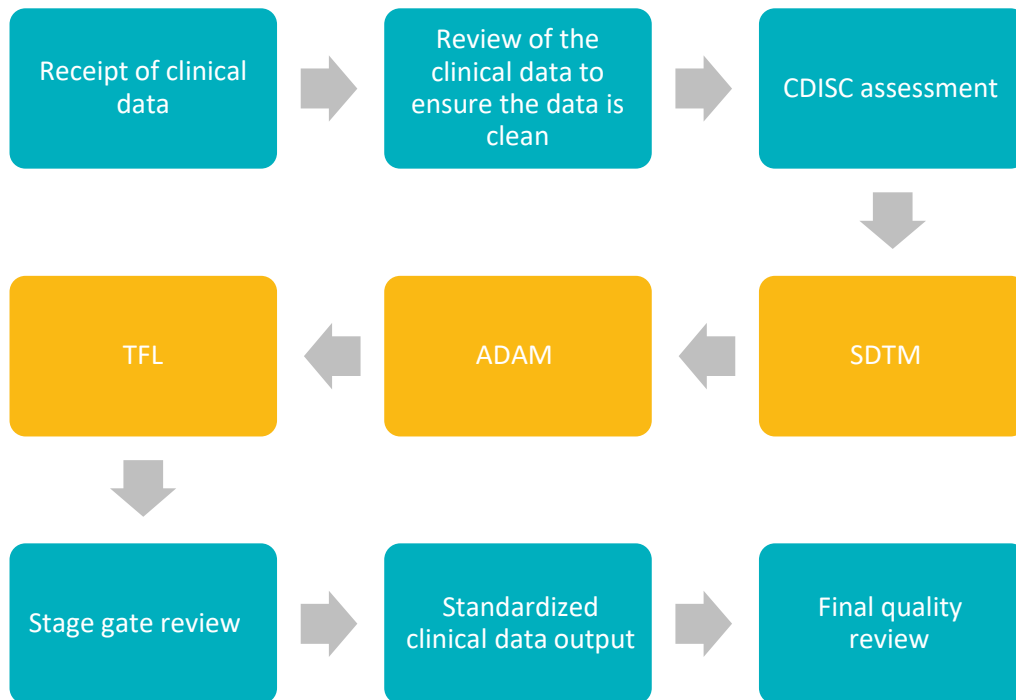 Receipt of clinical
data
Review of the
clinical data to
ensure the data is
clean
CDISC assessment
SDTM
ADAM
TFL
Stage gate review
Standardized
clinical data output
Final quality
review